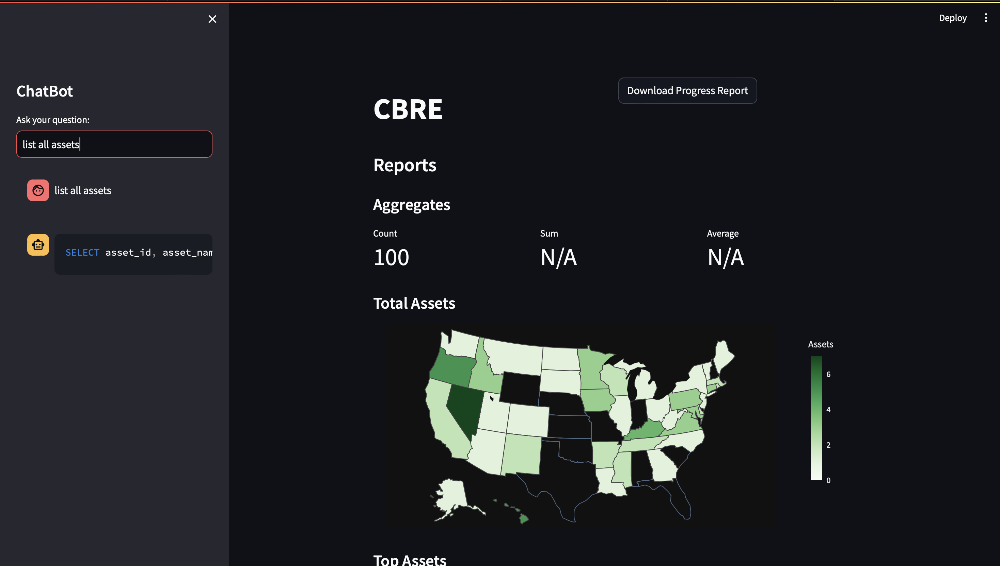 Deploy
ChatBot
Ask your question:
list all assets
list all assets
SELECT asset_id, asset_nam
Download Progress Report
CBRE
Reports
Aggregates
Count
100
Sum
N/A
Average
N/A
Total Assets
Assets
6
4
2
0
Top Assets